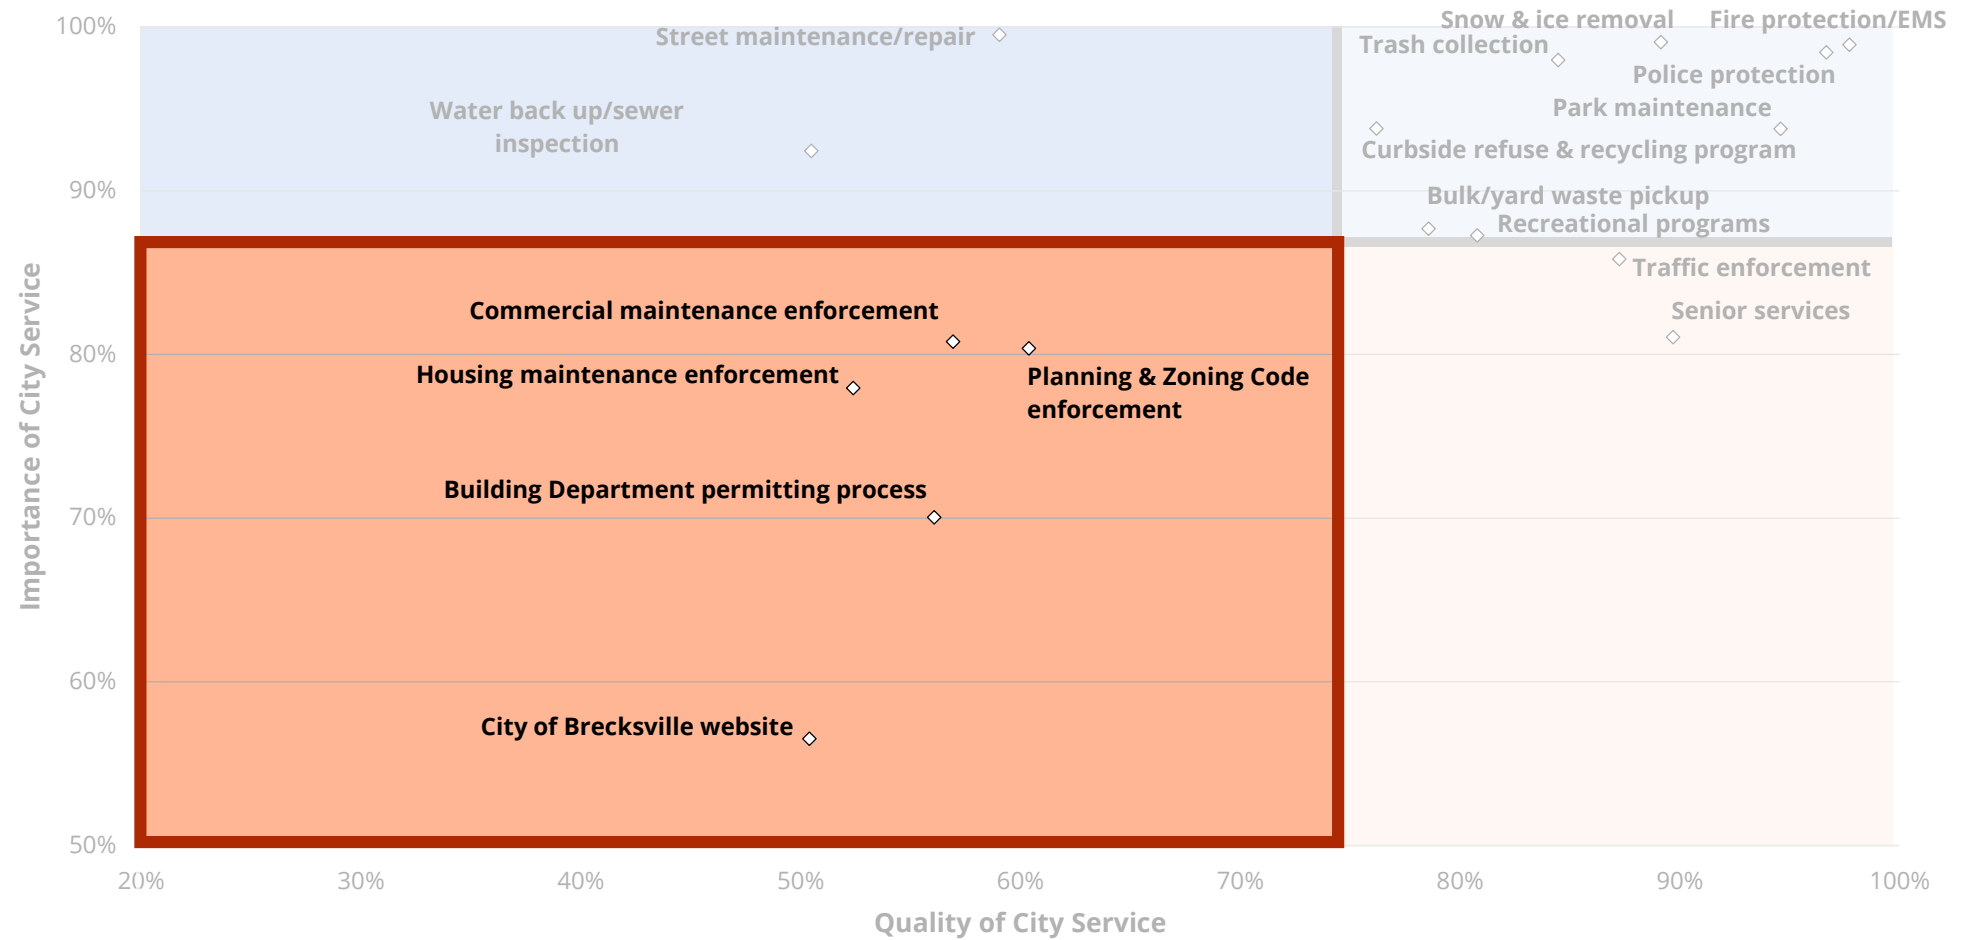 100%
Street maintenance/repair
Snow & ice removal
Fire protection/EMS
Trash collection
Police protection
Water back up/sewer
inspection
Park maintenance
Curbside refuse & recycling program
90%
Bulk/yard waste pickup
Recreational programs
Traffic enforcement
Commercial maintenance enforcement
Senior services
80%
Housing maintenance enforcement
Planning & Zoning Code
enforcement
Building Department permitting process
70%
60%
City of Brecksville website
50%
Importance of City Service
20%
30%
40%
50%
60%
70%
80%
90%
100%
Quality of City Service